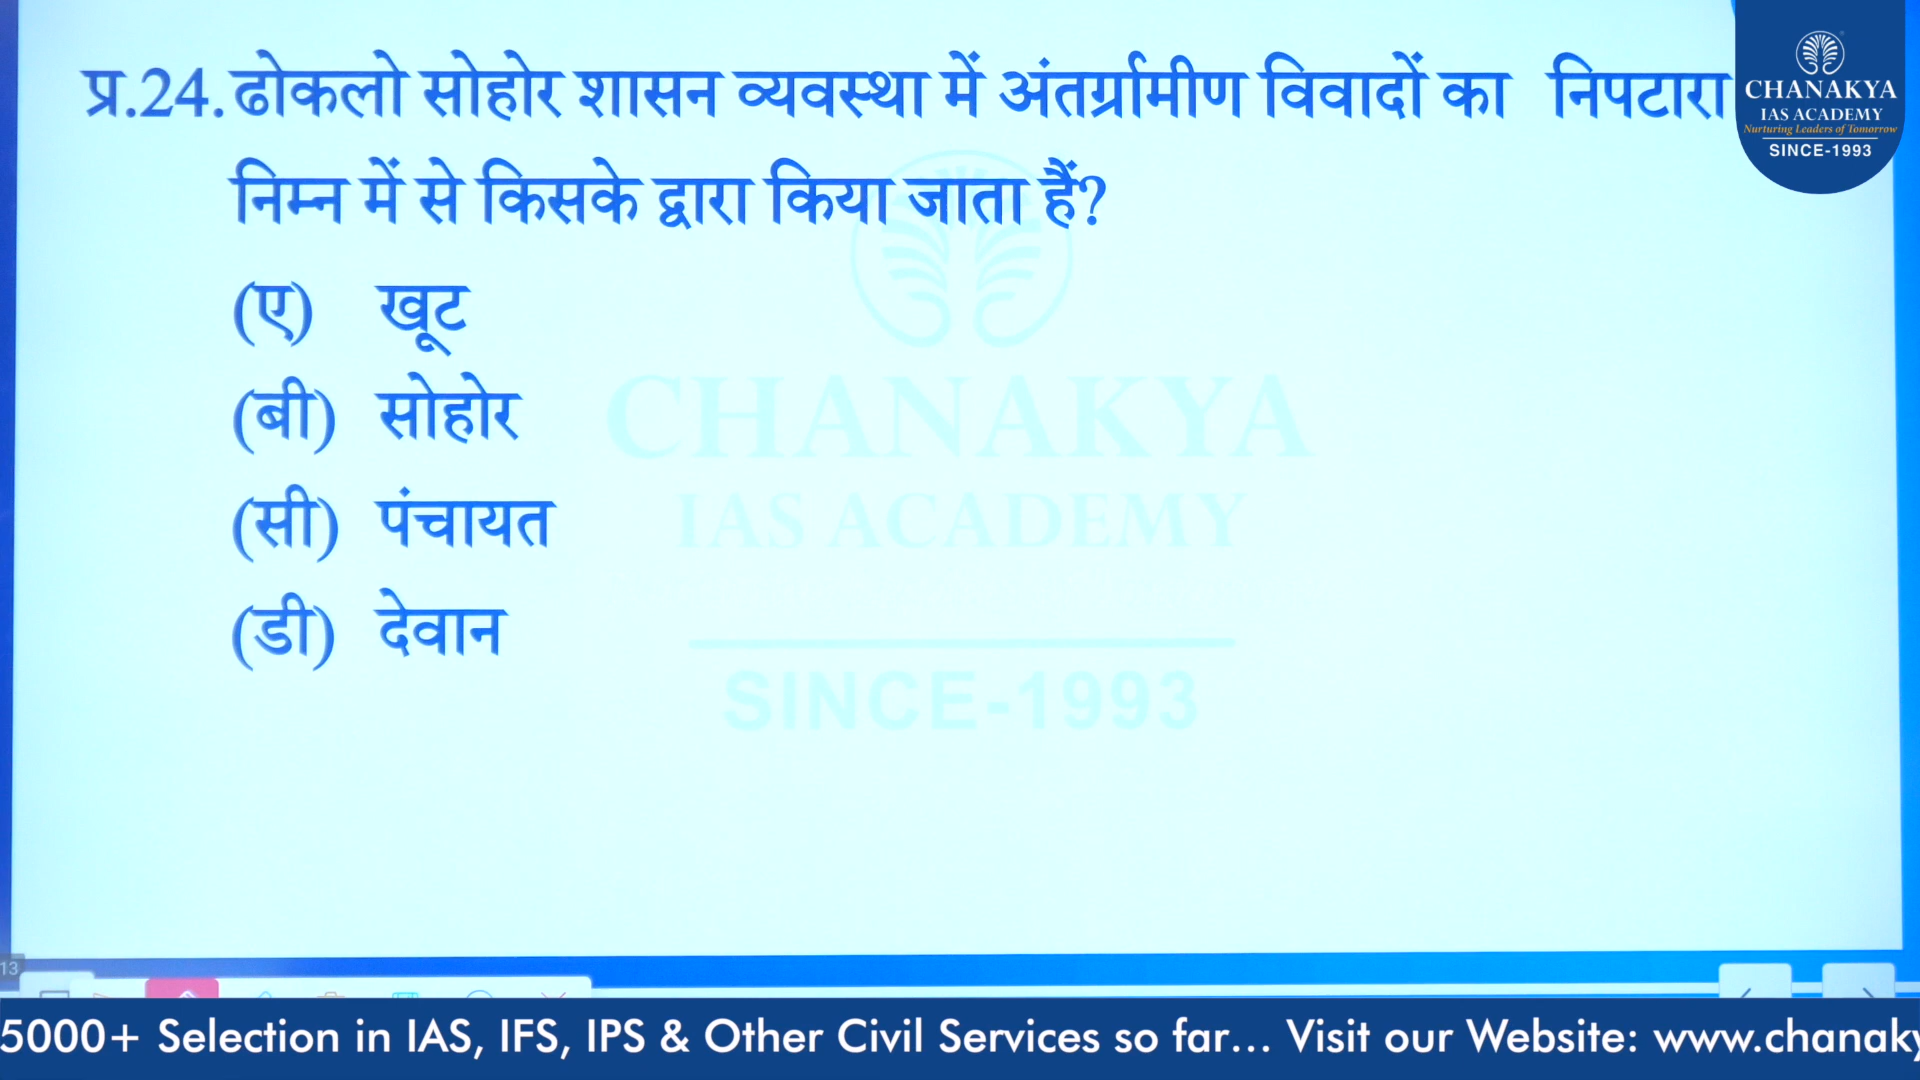 प्र.24. ढोकलो सोहोर शासन व्यवस्था में अंतर्ग्रामीण विवादों का निपटारा
निम्न में से किसके द्वारा किया जाता हैं?
(ए) खूट
(बी) सोहोर
(सी) पंचायत
(डी) देवान
CHANAKYA
IAS ACADEMY
Nurturing Leaders of Tomorrow
SINCE-1993
CHANAKYA
IAS ACADEMY
SINCE-1993
13
5000+ Selection in IAS, IFS, IPS & Other Civil Services so far... Visit our Website: www.chanaky